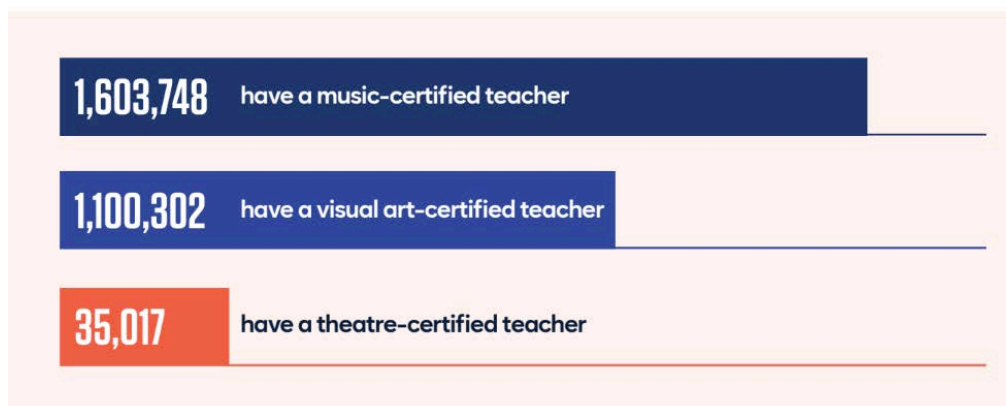 1,603,748 have a music-certified teacher
1,100,302 have a visual art-certified teacher
35,017 have a theatre-certified teacher